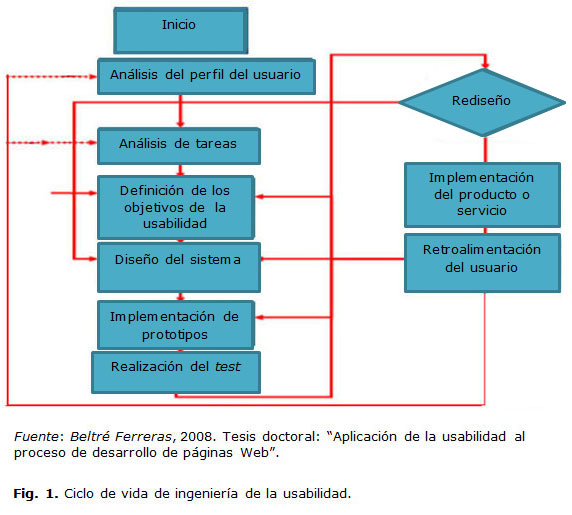 Inicio
Análisis del perfil del usuario
Análisis de tareas
Definición de los
objetivos de la
usabilidad
Diseño del sistema
Implementación de
prototipos
Realización del test
Rediseño
Implementación
del producto o
servicio
Retroalimentación
del usuario
Fuente: Beltré Ferreras, 2008. Tesis doctoral: “Aplicación de la usabilidad al
proceso de desarrollo de páginas Web”.
Fig. 1. Ciclo de vida de ingeniería de la usabilidad.